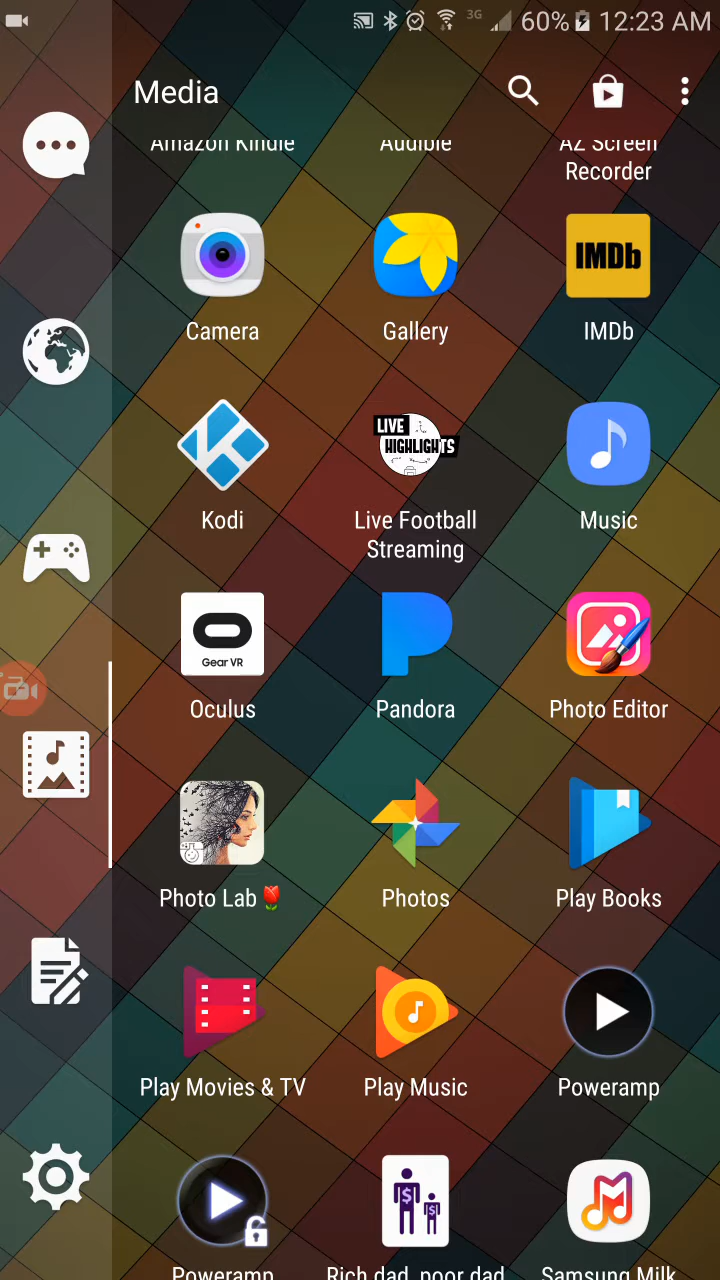 3G 60% 12:23 AM
Media
Amazon Kindle Audible AZ Screen
Recorder
IMDb
Camera Gallery IMDb
LIVE
HIGHLIGHTS
Kodi Live Football Music
Streaming
Gear VR
Oculus Pandora Photo Editor
Photo Lab🌷 Photos Play Books
Play Movies & TV Play Music Poweramp
$ $
Poweramp Rich dad, poor dad Samsung Milk